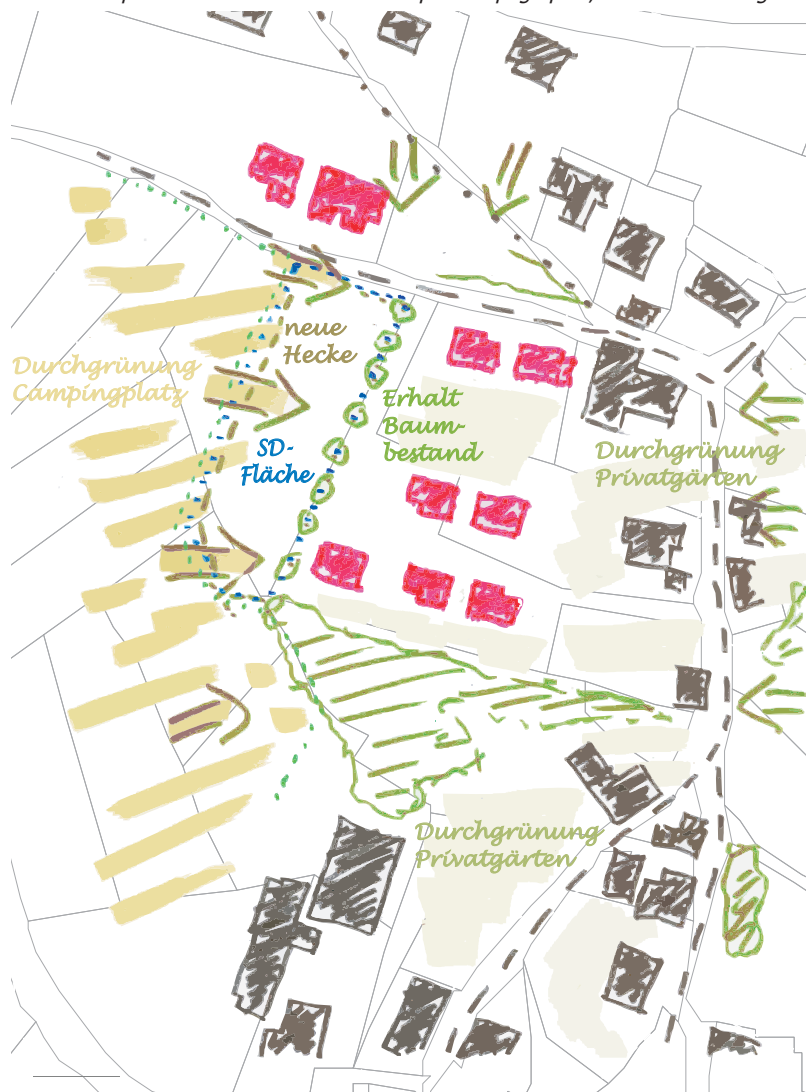 neue
Hecke
Durchgrünung
Campingplatz
Erhalt
Baum-
bestand
SD-
Fläche
Durchgrünung
Privatgärten
Durchgrünung
Privatgärten